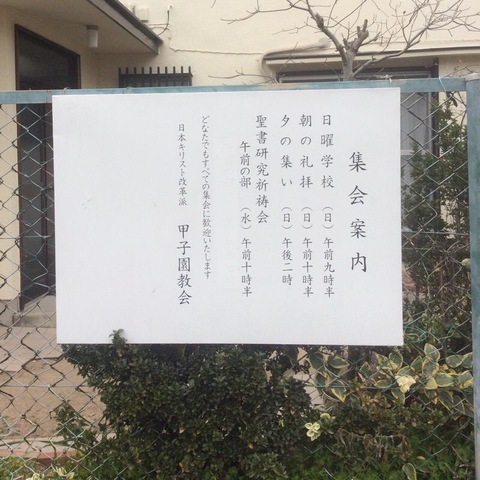 集会案内
日曜学校 (日) 午前九時半
朝の礼拝 (日) 午前十時半
夕の集い (日) 午後二時
聖書研究祈祷会
午前の部 (水) 午前十時半
どなたでもすべての集会に歓迎いたします
日本キリスト改革派 甲子園教会